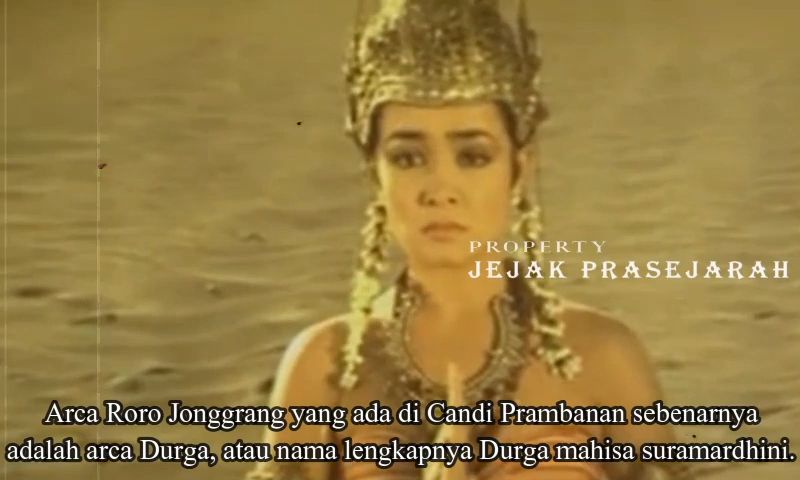 PROPERTY
JEJAK PRASEJARAH
Arca Roro Jonggrang yang ada di Candi Prambanan sebenarnya
adalah arca Durga, atau nama lengkapnya Durga mahisa suramardhini.